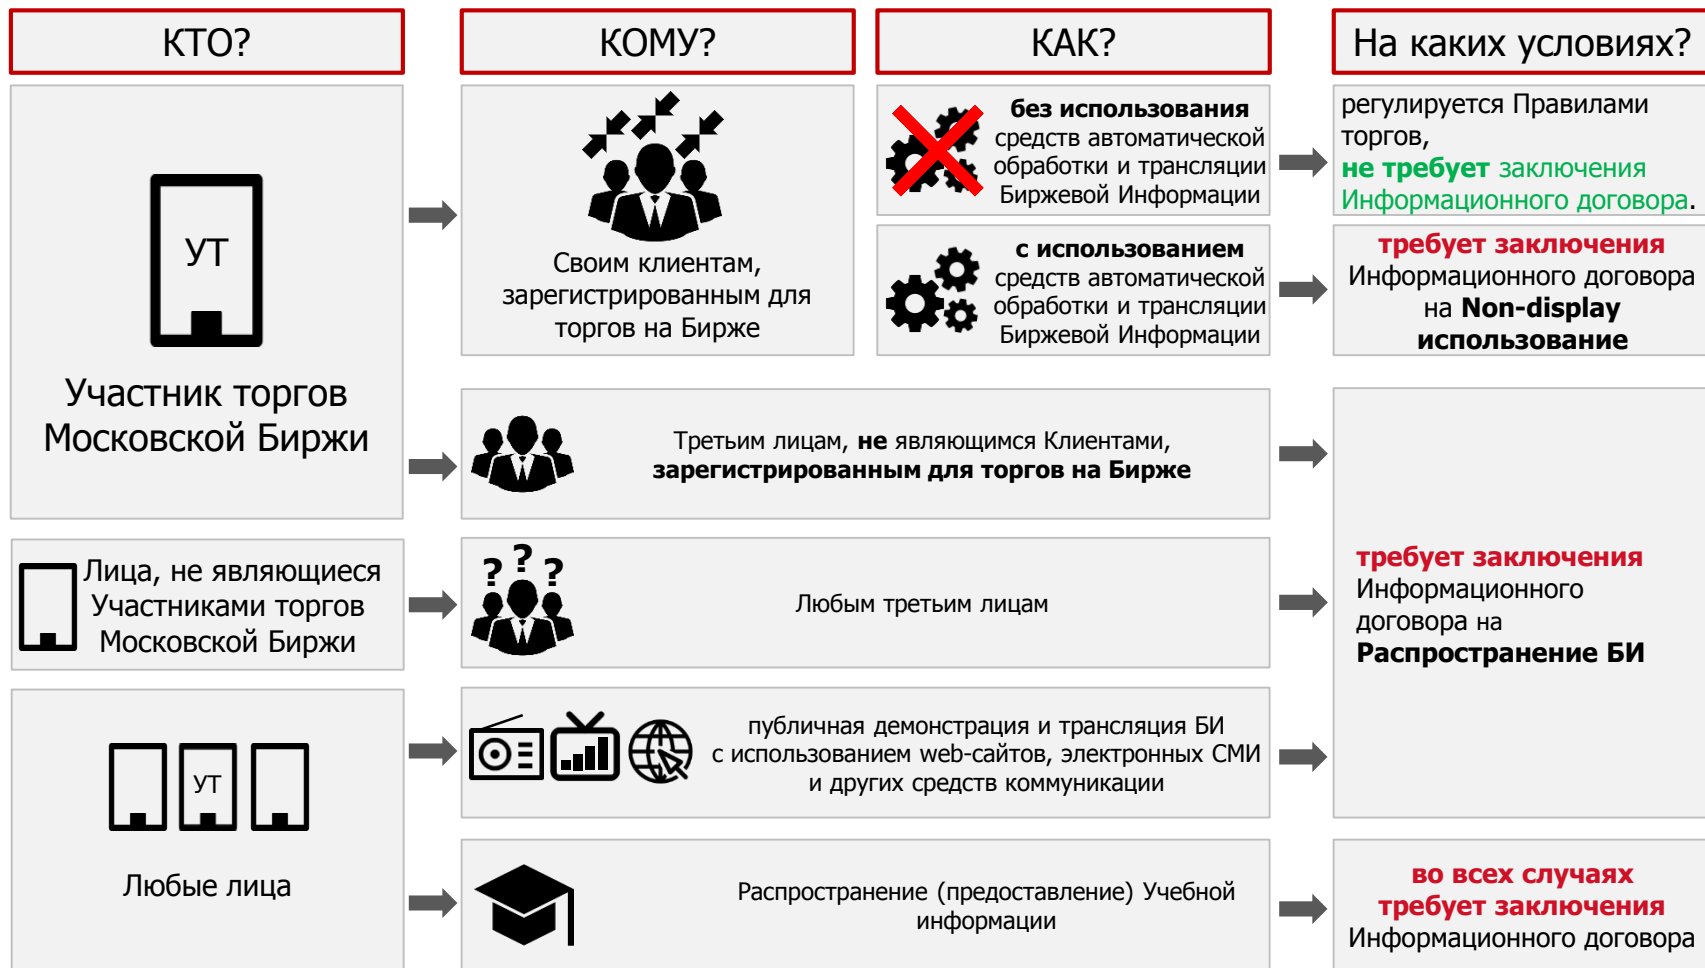 КТО?
КОМУ?
КАК?
На каких условиях?
УТ
Участник торгов
Московской Биржи
Своим клиентам,
зарегистрированным для
торгов на Бирже
без использования
средств автоматической
обработки и трансляции
Биржевой Информации
регулируется Правилами
торгов,
не требует заключения
Информационного договора.
с использованием
средств автоматической
обработки и трансляции
Биржевой Информации
требует заключения
Информационного договора
на Non-display
использование
Третьим лицам, не являющимся Клиентами,
зарегистрированным для торгов на Бирже
Лица, не являющиеся
Участниками торгов
Московской Биржи
? ? ?
Любым третьим лицам
требует заключения
Информационного
договора на
Распространение БИ
УТ
Любые лица
публичная демонстрация и трансляция БИ
с использованием web-сайтов, электронных СМИ
и других средств коммуникации
Распространение (предоставление) Учебной
информации
во всех случаях
требует заключения
Информационного договора